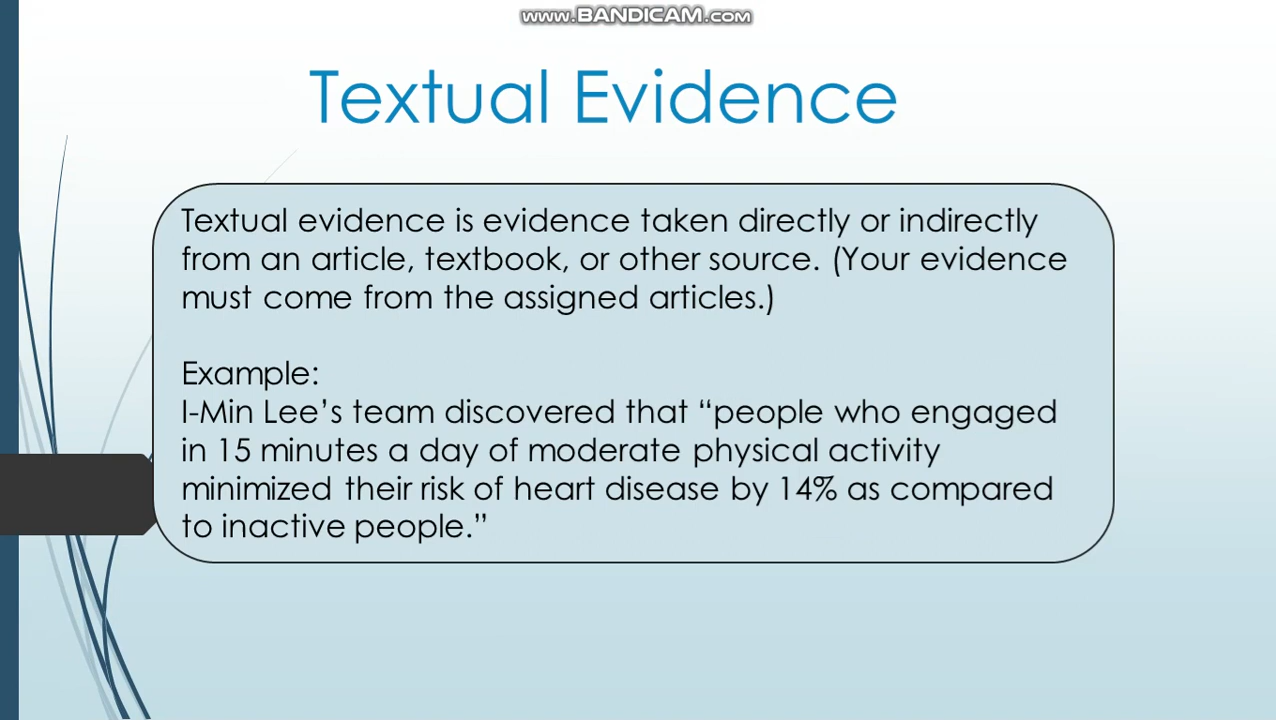 www.BANDICAM.com
Textual Evidence
Textual evidence is evidence taken directly or indirectly
from an article, textbook, or other source. (Your evidence
must come from the assigned articles.)
Example:
I-Min Lee’s team discovered that “people who engaged
in 15 minutes a day of moderate physical activity
minimized their risk of heart disease by 14% as compared
to inactive people.”